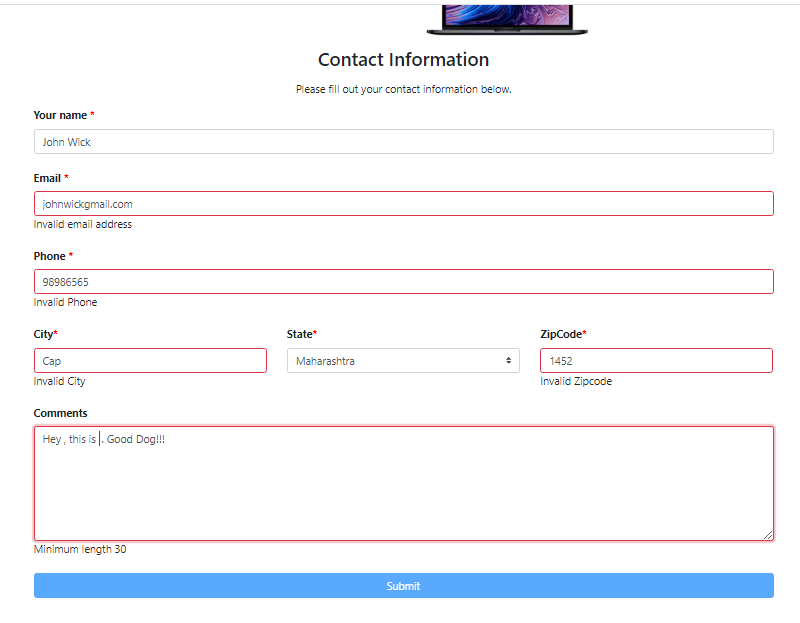 Contact Information
Please fill out your contact information below.
Your name *
John Wick
Email *
johnwickgmail.com
Invalid email address
Phone *
98986565
Invalid Phone
City* State* ZipCode*
Cap Maharashtra 1452
Invalid City Invalid Zipcode
Comments
Hey , this is . Good Dog!!!
Minimum length 30
Submit